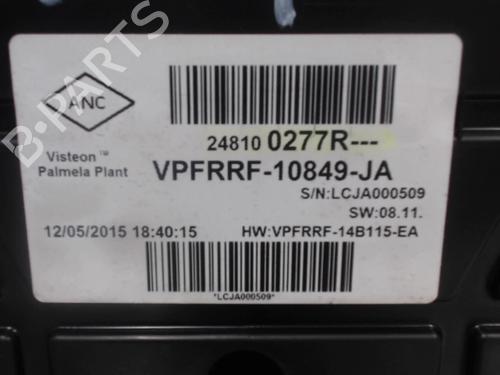 B-PARTS
ANC
24810 0277R---
Visteon™
Palmela Plant
VPFRRF-10849-JA
S/N:LCJA000509
SW:08.11.
12/05/2015 18:40:15
HW:VPFRRF-14B115-EA
*LCJA000509*